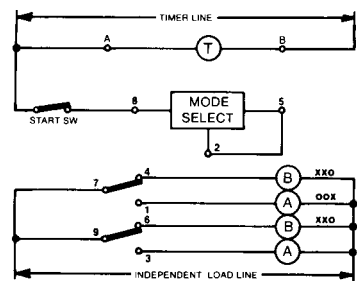 TIMER LINE
A T B
START SW 8 MODE SELECT 5
2
7 4 B XXO
1 A OOX
9 6 B XXO
3 A
INDEPENDENT LOAD LINE